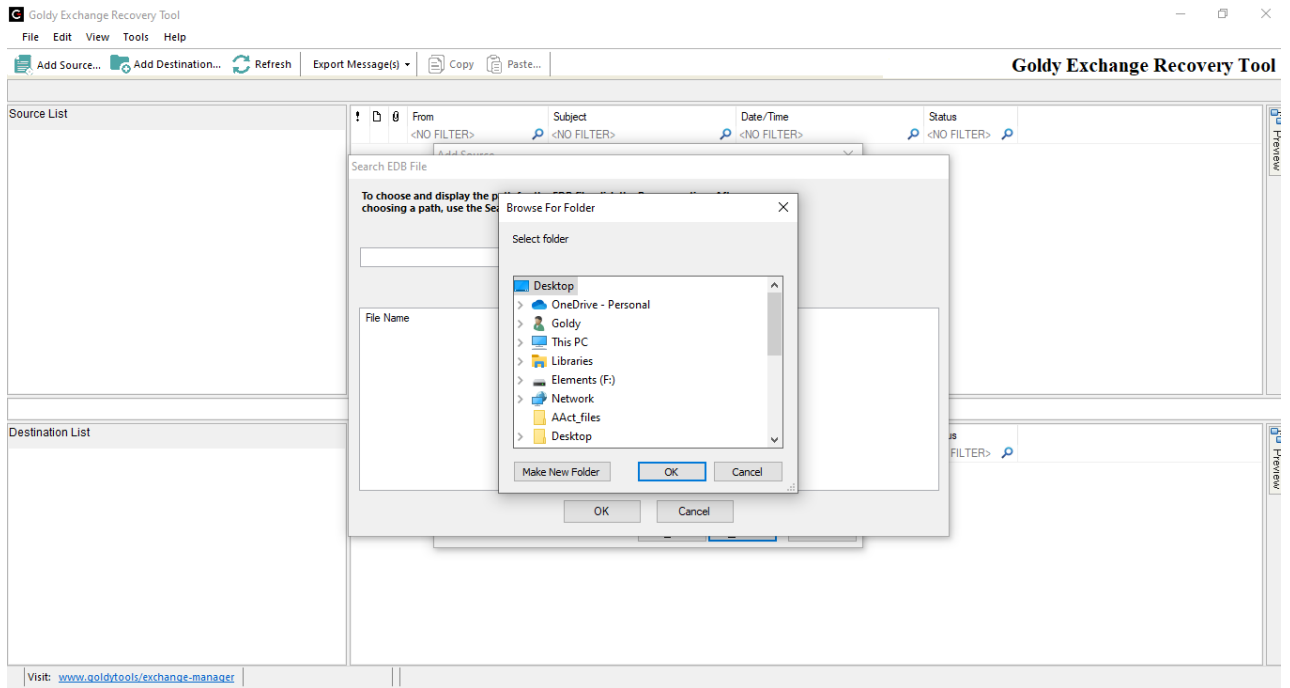 Goldy Exchange Recovery Tool
File Edit View Tools Help
Add Source... Add Destination... Refresh Export Message(s) Copy Paste... Goldy Exchange Recovery Tool
Source List
! From Subject Date/Time Status
<NO FILTER> <NO FILTER> <NO FILTER> <NO FILTER>
Preview
Add Source
Search EDB File
To choose and display the
choosing a path, use the
Browse For Folder
Select folder
Desktop
OneDrive - Personal
Goldy
This PC
Libraries
Elements (F:)
Network
AAct_files
Desktop
Make New Folder OK Cancel
File Name
OK Cancel
Destination List
FILTER>
Preview
Visit: www.goldytools/exchange-manager